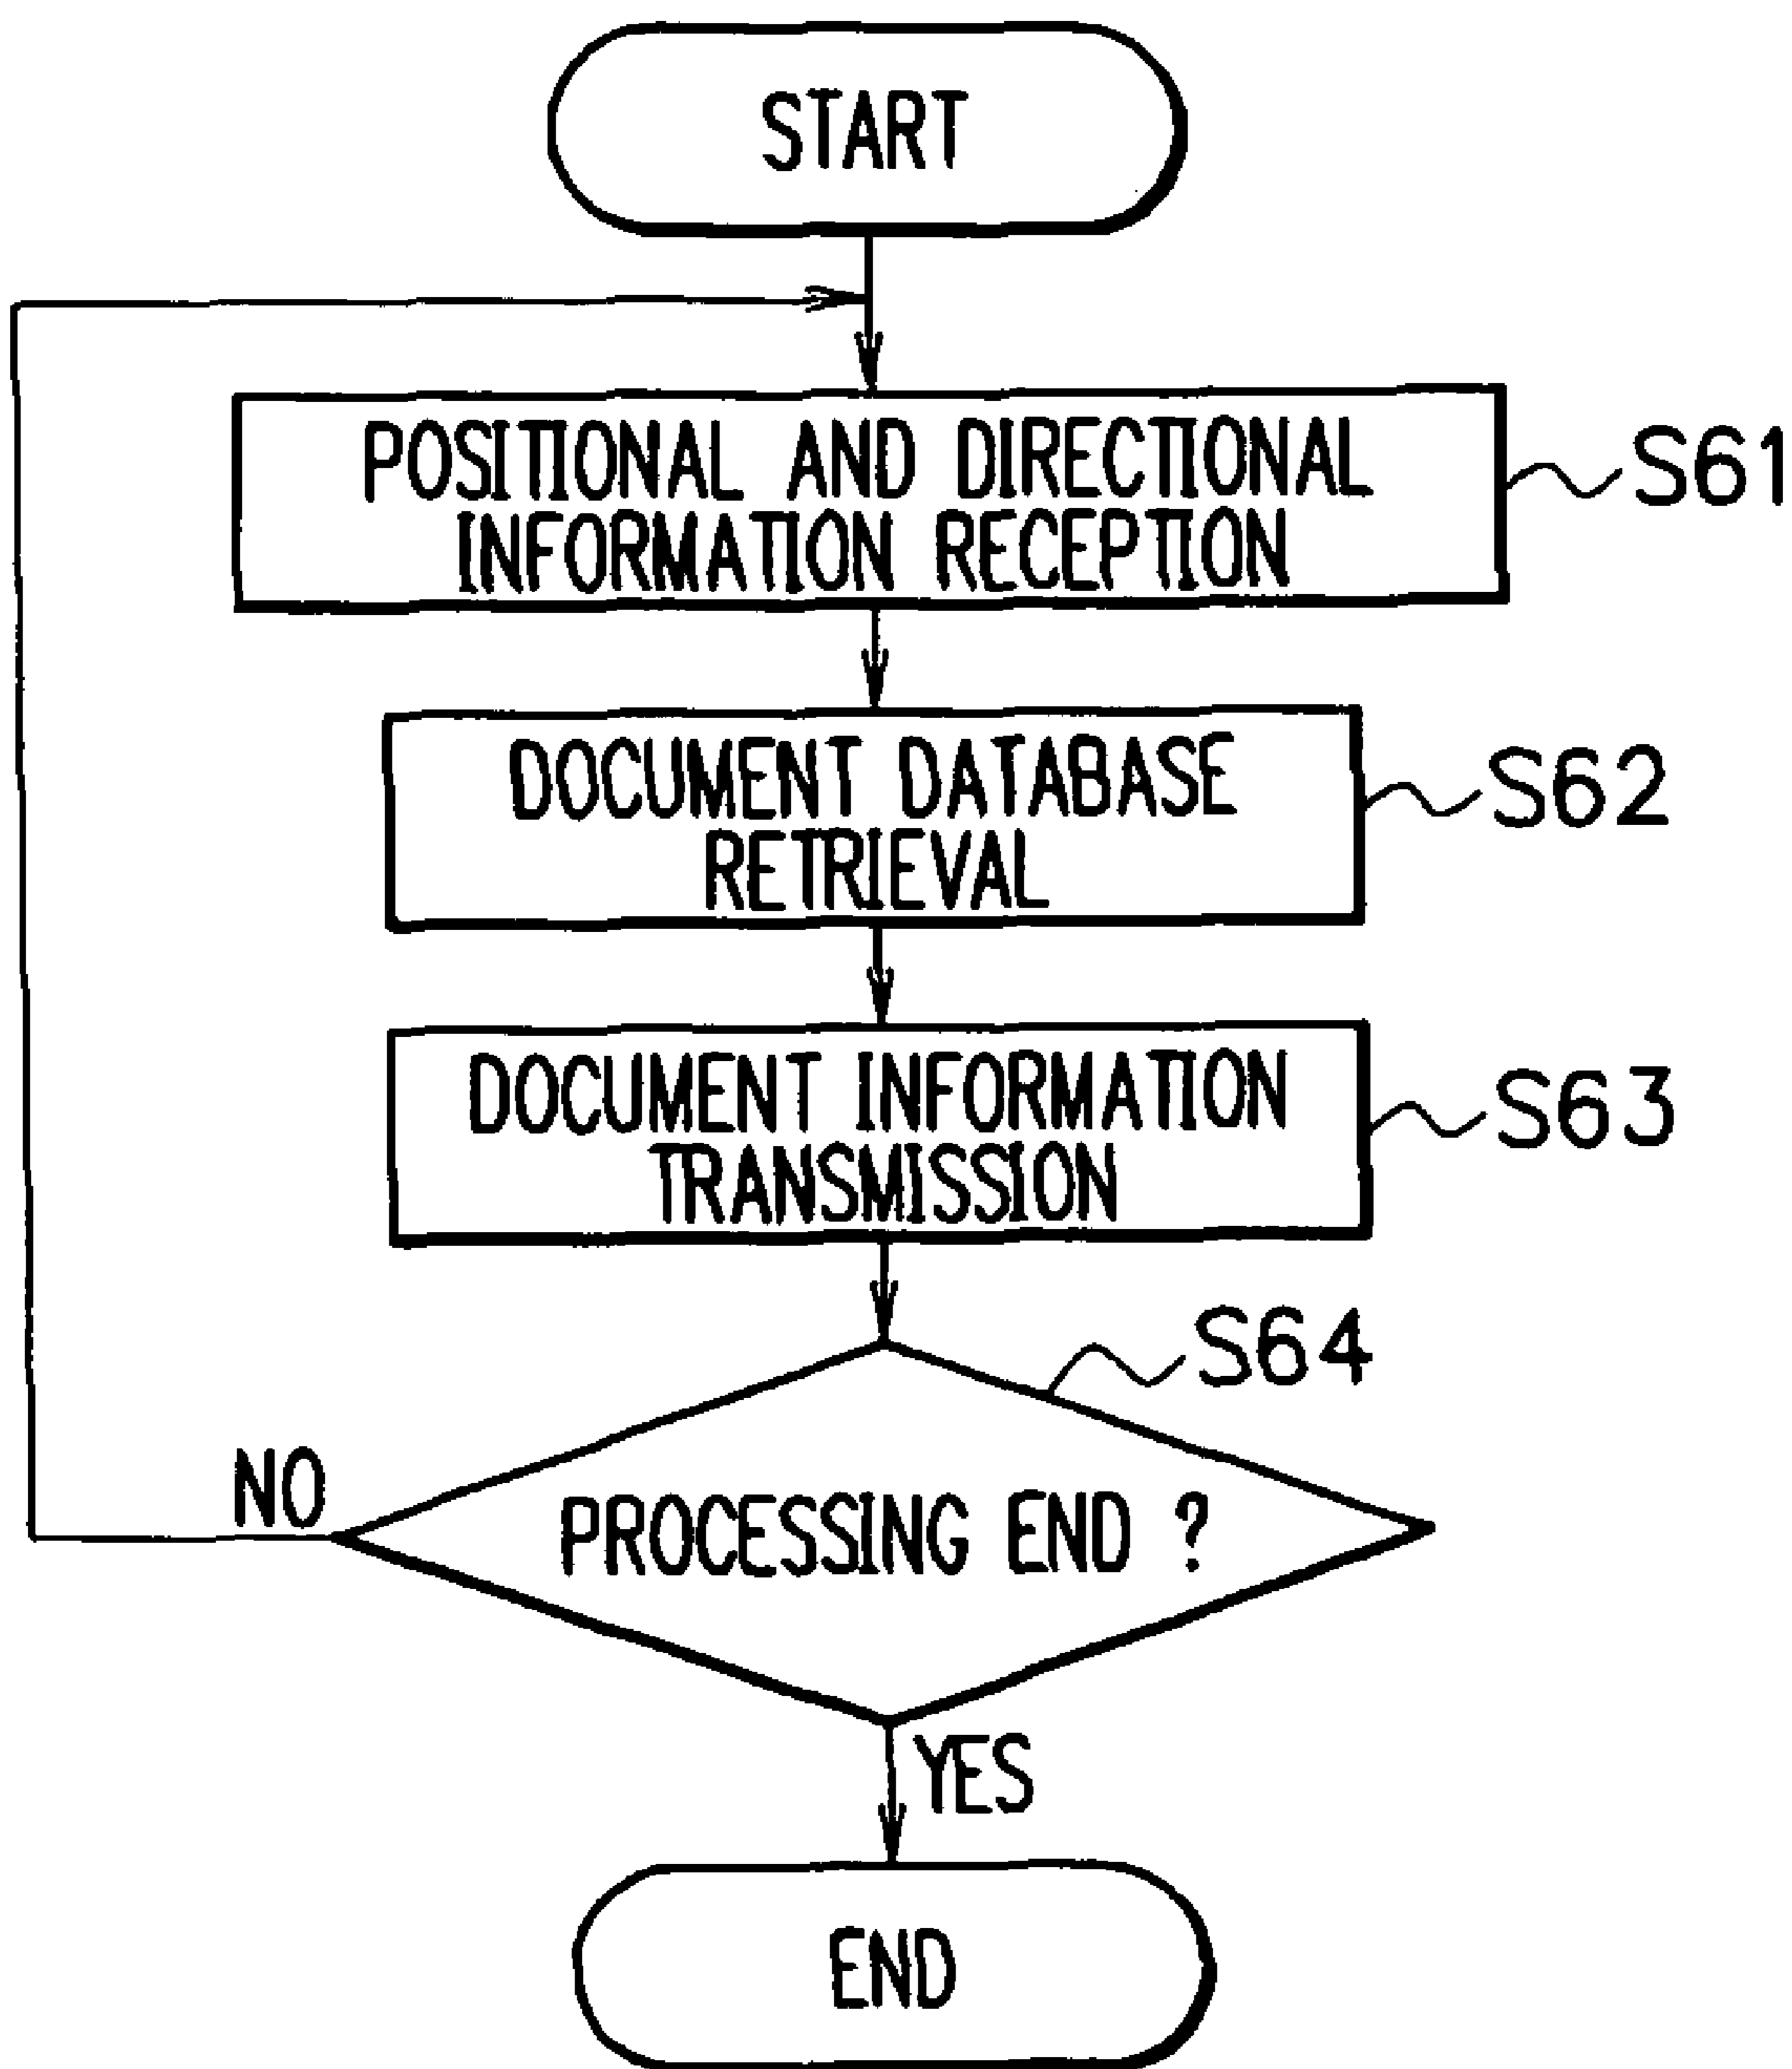 START
POSITIONAL AND DIRECTIONAL
INFORMATION RECEPTION
S61
DOCUMENT DATABASE
RETRIEVAL
S62
DOCUMENT INFORMATION
TRANSMISSION
S63
S64
NO
PROCESSING END ?
YES
END